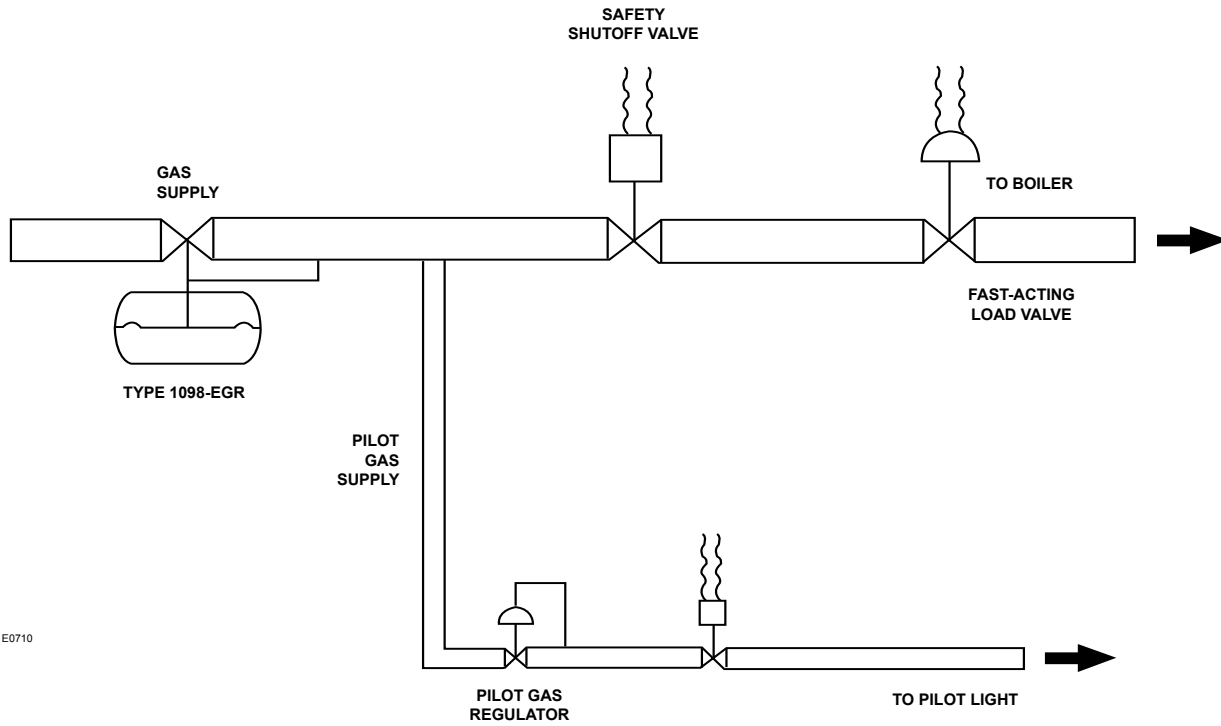 SAFETY
SHUTOFF VALVE
GAS
SUPPLY
TO BOILER
FAST-ACTING
LOAD VALVE
TYPE 1098-EGR
PILOT
GAS
SUPPLY
E0710
PILOT GAS
REGULATOR
TO PILOT LIGHT